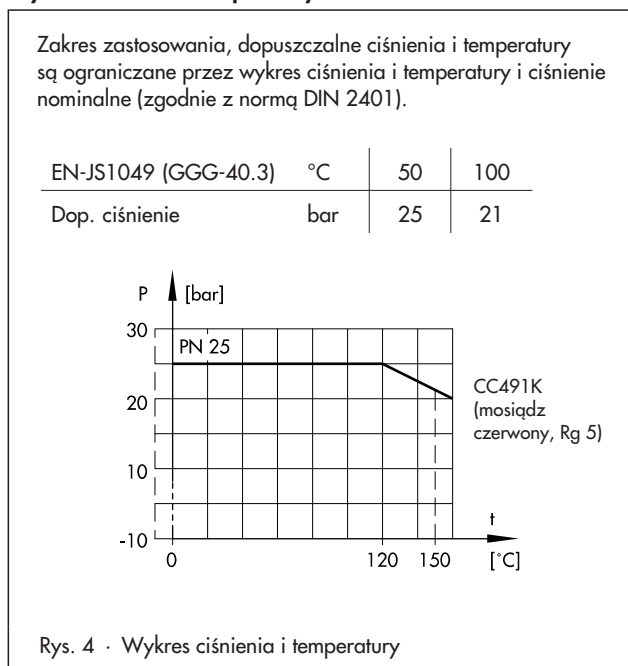 Zakres zastosowania, dopuszczalne ciśnienia i temperatury
są ograniczane przez wykres ciśnienia i temperatury i ciśnienie
nominalne (zgodnie z normą DIN 2401).
EN-JS1049 (GGG-40.3) °C 50 100
Dop. ciśnienie bar 25 21
P [bar]
30
PN 25
20
10
-10
CC491K
(mosiądz
czerwony, Rg 5)
t
0 120 150 [°C]
Rys. 4 · Wykres ciśnienia i temperatury